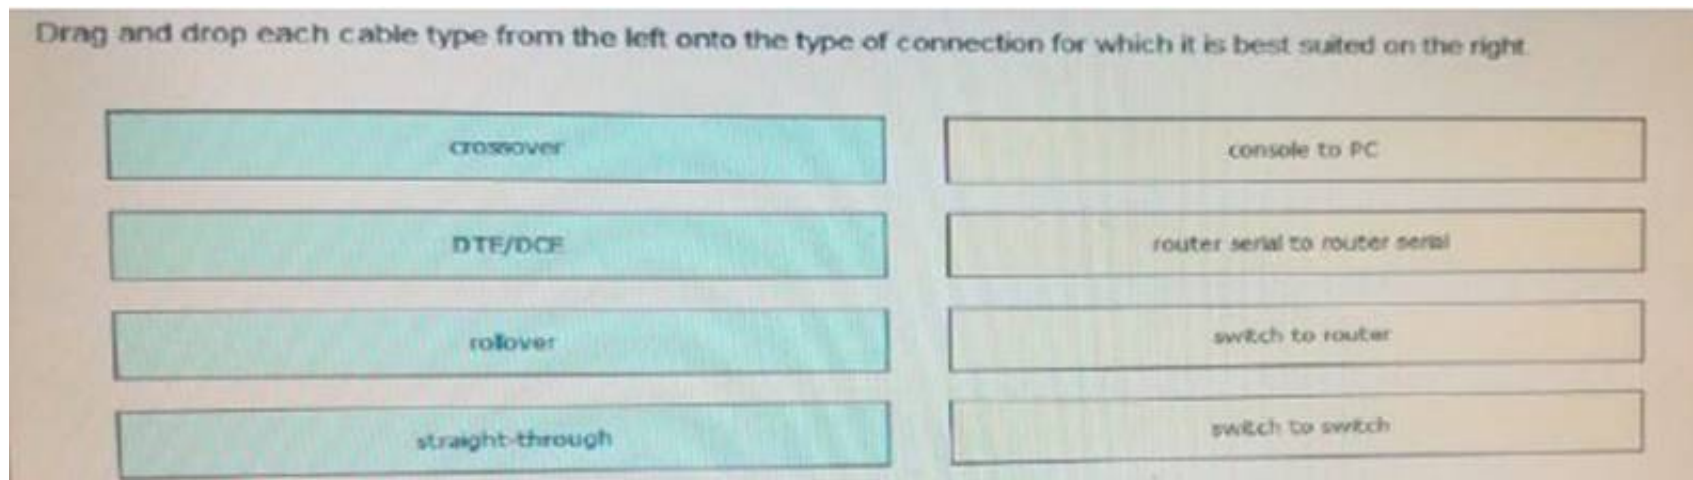 Drag and drop each cable type from the left onto the type of connection for which it is best suited on the right.
crossover
console to PC
DTE/DCE
router serial to router serial
rollover
switch to router
straight-through
switch to switch